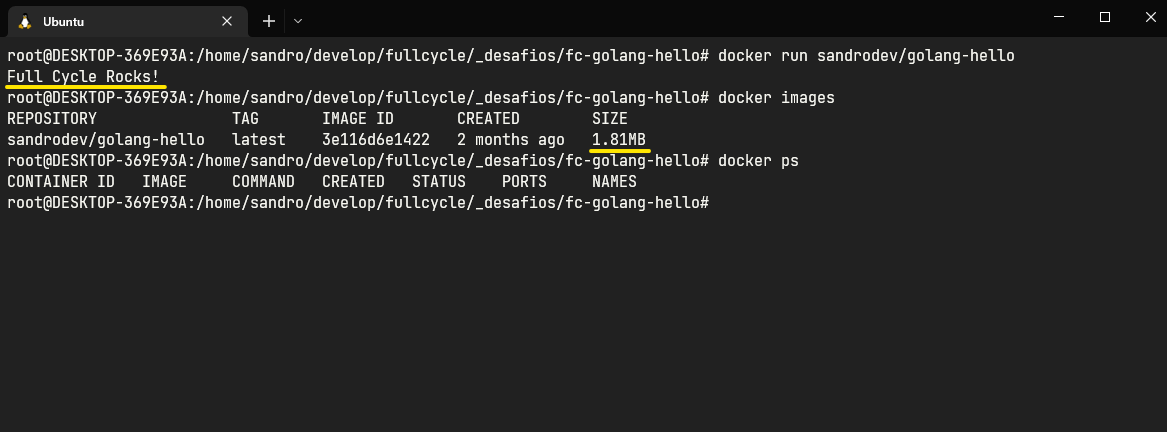 Ubuntu
root@DESKTOP-369E93A:/home/sandro/develop/fullcycle/_desafios/fc-golang-hello# docker run sandrodev/golang-hello
Full Cycle Rocks!
root@DESKTOP-369E93A:/home/sandro/develop/fullcycle/_desafios/fc-golang-hello# docker images
REPOSITORY               TAG       IMAGE ID       CREATED        SIZE
sandrodev/golang-hello   latest    3e116d6e1422   2 months ago   1.81MB
root@DESKTOP-369E93A:/home/sandro/develop/fullcycle/_desafios/fc-golang-hello# docker ps
CONTAINER ID   IMAGE     COMMAND   CREATED   STATUS    PORTS     NAMES
root@DESKTOP-369E93A:/home/sandro/develop/fullcycle/_desafios/fc-golang-hello#